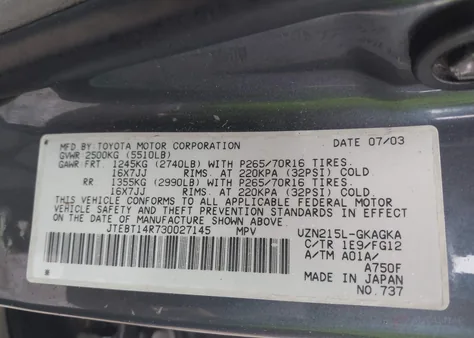 MFD BY: TOYOTA MOTOR CORPORATION DATE 07/03
GVWR 2500KG (5510LB)
GAWR FRT. 1245KG (2740LB) WITH P265/70R16 TIRES.
16X7JJ RIMS. AT 220KPA (32PSI) COLD.
RR 1355KG (2990LB) WITH P265/70R16 TIRES.
16X7JJ RIMS. AT 220KPA (32PSI) COLD.
THIS VEHICLE CONFORMS TO ALL APPLICABLE FEDERAL MOTOR
VEHICLE SAFETY AND THEFT PREVENTION STANDARDS IN EFFECT ON
THE DATE OF MANUFACTURE SHOWN ABOVE.
JTEBT14R730027145 MPV UZN215L-GKAGKA
C/TR 1E9/FG12
A/TM A01A/
A750F
MADE IN JAPAN
NO.737